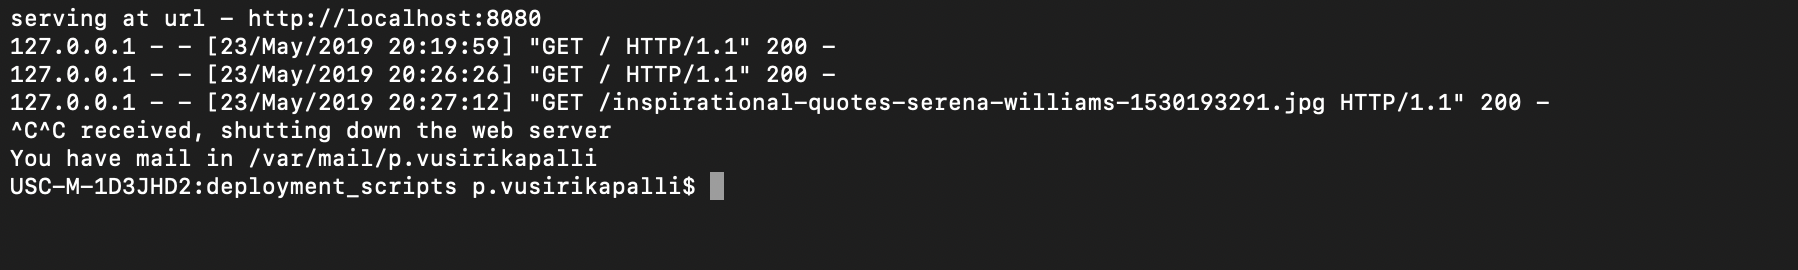 serving at url - http://localhost:8080
127.0.0.1 - - [23/May/2019 20:19:59] "GET / HTTP/1.1" 200 -
127.0.0.1 - - [23/May/2019 20:26:26] "GET / HTTP/1.1" 200 -
127.0.0.1 - - [23/May/2019 20:27:12] "GET /inspirational-quotes-serena-williams-1530193291.jpg HTTP/1.1" 200 -
^C^C received, shutting down the web server
You have mail in /var/mail/p.vusirikapalli
USC-M-1D3JHD2:deployment_scripts p.vusirikapalli$